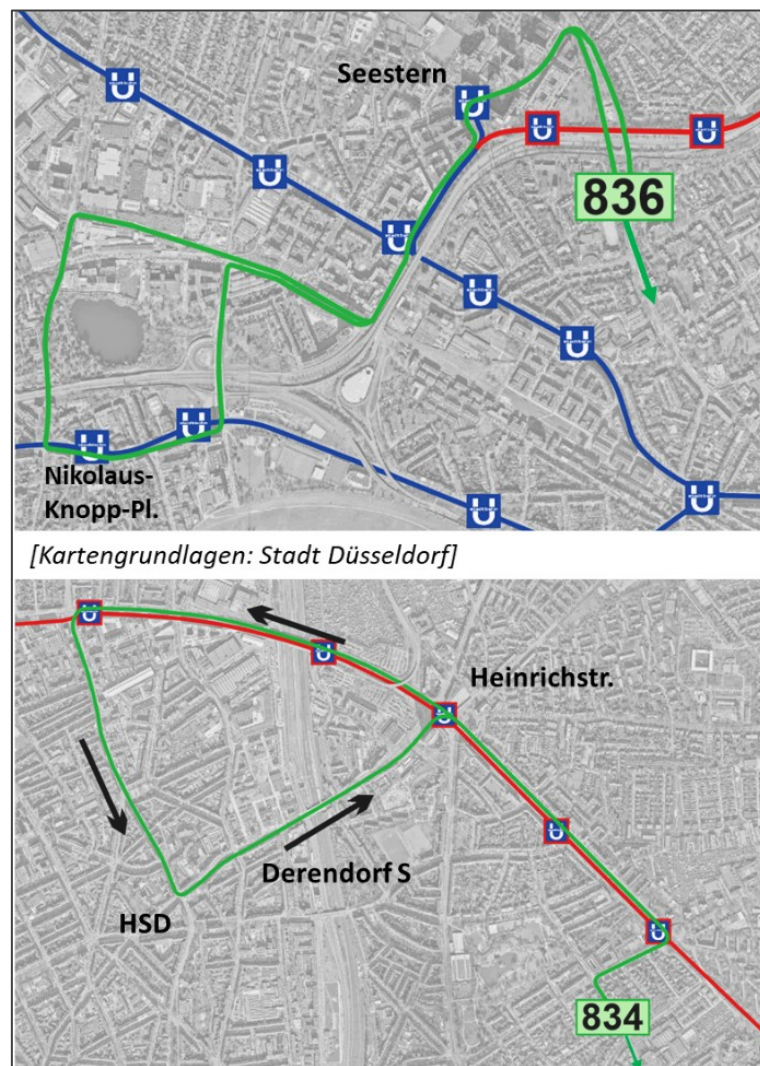 Seestern
U
U
U
U
U
836
U
U
U
U
Nikolaus-
Knopp-Pl.
U
U
[Kartengrundlagen: Stadt Düsseldorf]
U
U
Heinrichstr.
U
U
Derendorf S
HSD
U
834